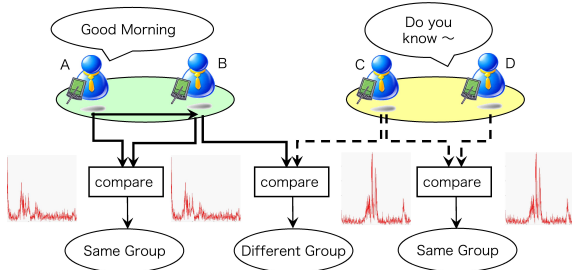 Good Morning
Do you
know ～
A
B
C
D
compare
compare
compare
Same Group
Different Group
Same Group